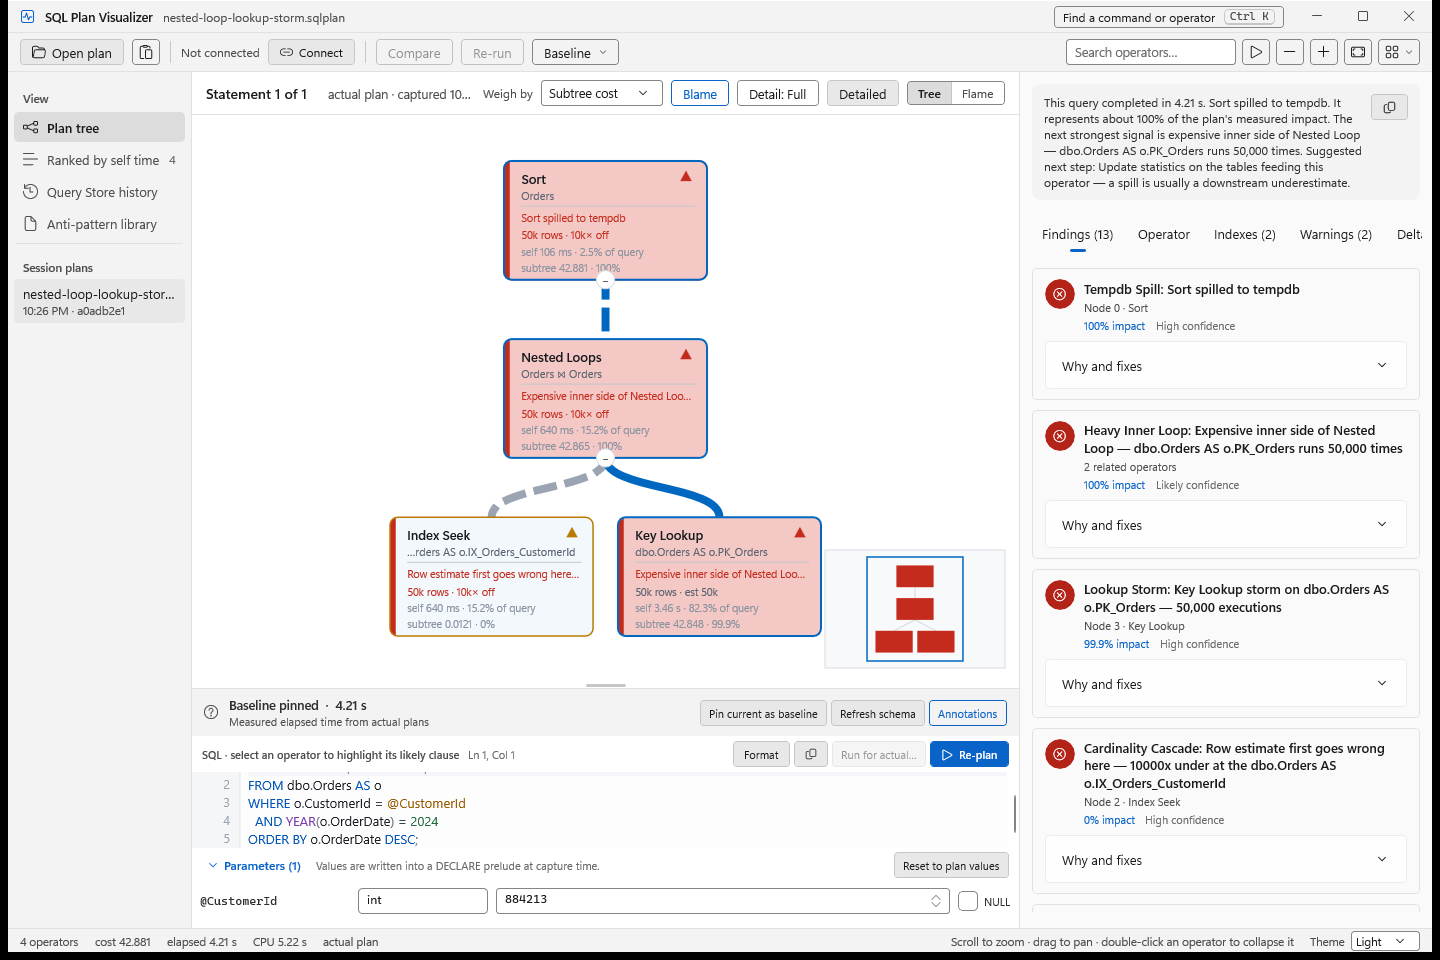 SQL Plan Visualizer nested-loop-lookup-storm.sqlplan
Find a command or operator Ctrl K
Open plan
Not connected
Connect
Compare
Re-run
Baseline
Search operators...
View
Plan tree
Ranked by self time 4
Query Store history
Anti-pattern library
Session plans
nested-loop-lookup-stor...
10:26 PM · a0adb2e1
Statement 1 of 1 actual plan · captured 10... Weigh by Subtree cost Blame Detail: Full Detailed Tree Flame
Sort
Orders
Sort spilled to tempdb
50k rows · 10k× off
self 106 ms · 2.5% of query
subtree 42.881 · 100%
Nested Loops
Orders ⋈ Orders
Expensive inner side of Nested Loo...
50k rows · 10k× off
self 640 ms · 15.2% of query
subtree 42.865 · 100%
Index Seek
...rders AS o.IX_Orders_CustomerId
Row estimate first goes wrong here...
50k rows · 10k× off
self 640 ms · 15.2% of query
subtree 0.0121 · 0%
Key Lookup
dbo.Orders AS o.PK_Orders
Expensive inner side of Nested Loo...
50k rows · est 50k
self 3.46 s · 82.3% of query
subtree 42.848 · 99.9%
Baseline pinned · 4.21 s
Measured elapsed time from actual plans
Pin current as baseline
Refresh schema
Annotations
SQL · select an operator to highlight its likely clause Ln 1, Col 1
Format
Run for actual...
Re-plan
2 FROM dbo.Orders AS o
3 WHERE o.CustomerId = @CustomerId
4 AND YEAR(o.OrderDate) = 2024
5 ORDER BY o.OrderDate DESC;
Parameters (1) Values are written into a DECLARE prelude at capture time.
Reset to plan values
@CustomerId int 884213 NULL
This query completed in 4.21 s. Sort spilled to tempdb. It
represents about 100% of the plan's measured impact. The
next strongest signal is expensive inner side of Nested Loop
— dbo.Orders AS o.PK_Orders runs 50,000 times. Suggested
next step: Update statistics on the tables feeding this
operator — a spill is usually a downstream underestimate.
Findings (13) Operator Indexes (2) Warnings (2) Delt
Tempdb Spill: Sort spilled to tempdb
Node 0 · Sort
100% impact High confidence
Why and fixes
Heavy Inner Loop: Expensive inner side of Nested
Loop — dbo.Orders AS o.PK_Orders runs 50,000 times
2 related operators
100% impact Likely confidence
Why and fixes
Lookup Storm: Key Lookup storm on dbo.Orders AS
o.PK_Orders — 50,000 executions
Node 3 · Key Lookup
99.9% impact High confidence
Why and fixes
Cardinality Cascade: Row estimate first goes wrong
here — 10000x under at the dbo.Orders AS
o.IX_Orders_CustomerId
Node 2 · Index Seek
0% impact High confidence
Why and fixes
4 operators cost 42.881 elapsed 4.21 s CPU 5.22 s actual plan
Scroll to zoom · drag to pan · double-click an operator to collapse it Theme Light